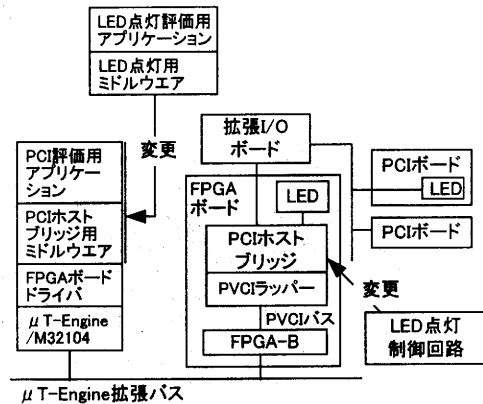 LED点灯評価用
アプリケーション
LED点灯用
ミドルウエア
変更
PCI評価用
アプリケー
ション
PCIホスト
ブリッジ用
ミドルウエア
FPGAボード
ドライバ
μT-Engine
/M32104
拡張I/O
ボード
FPGA
ボード
LED
PCIホスト
ブリッジ
PVCIラッパー
PVCIバス
FPGA-B
PCIボード
LED
PCIボード
変更
LED点灯
制御回路
μT-Engine拡張バス